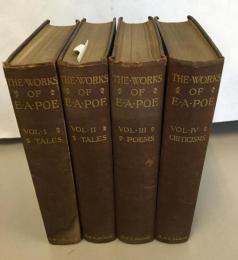 THE·WORKS
OF
E·A·POE
VOL·I
TALES
THE·WORKS
OF
E·A·POE
VOL·II
TALES
THE·WORKS
OF
E·A·POE
VOL·III
POEMS
THE·WORKS
OF
E·A·POE
VOL·IV
CRITICISMS